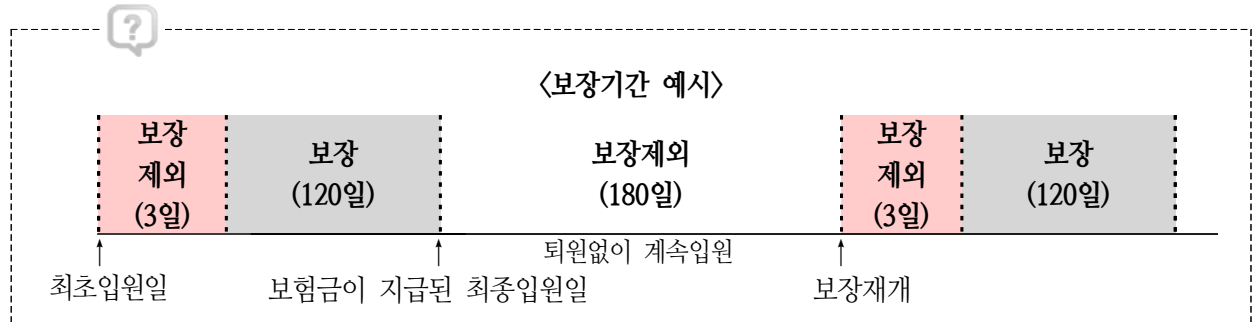 ?
〈보장기간 예시〉
보장
제외
(3일)
보장
(120일)
보장제외
(180일)
보장
제외
(3일)
보장
(120일)
퇴원없이 계속입원
최초입원일
보험금이 지급된 최종입원일
보장재개